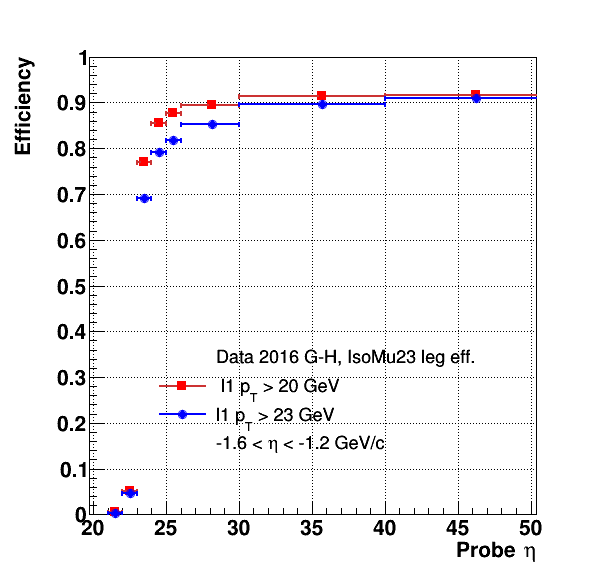 Efficiency
1
0.9
0.8
0.7
0.6
0.5
0.4
0.3
0.2
0.1
0
Data 2016 G-H, IsoMu23 leg eff.
l1 pT > 20 GeV
l1 pT > 23 GeV
-1.6 < η < -1.2 GeV/c
20 25 30 35 40 45 50
Probe η